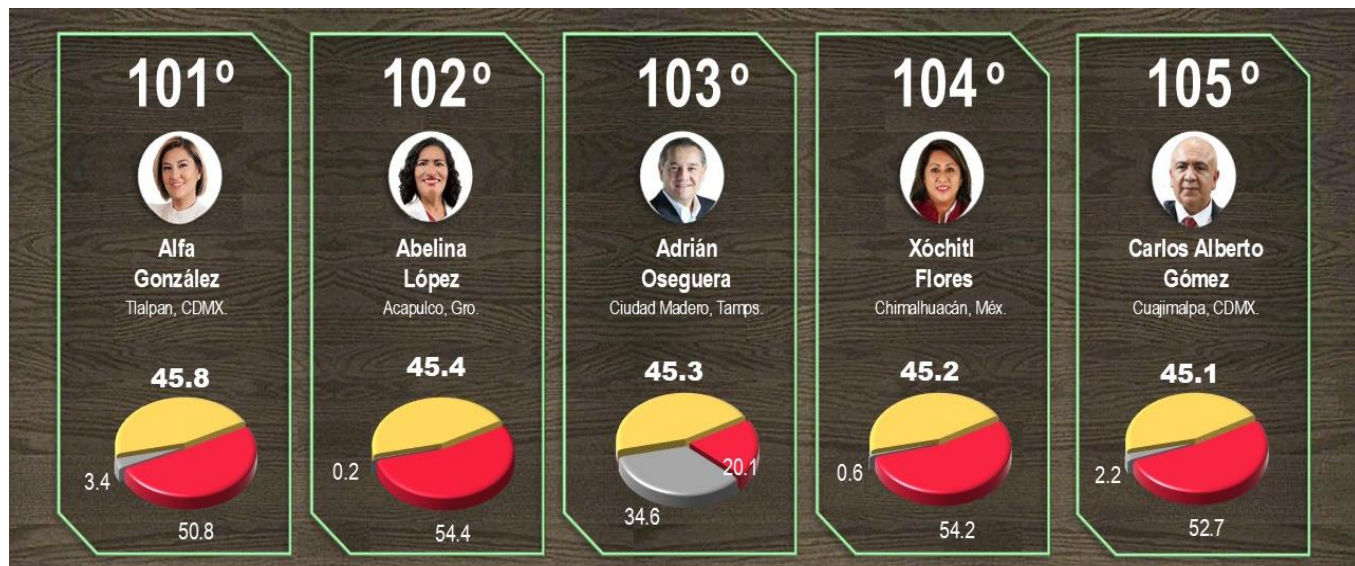 101º
Alfa
González
Tlalpan, CDMX.
45.8
3.4
50.8
102º
Abelina
López
Acapulco, Gro.
45.4
0.2
54.4
103º
Adrián
Oseguera
Ciudad Madero, Tamps.
45.3
20.1
34.6
104º
Xóchitl
Flores
Chimalhuacán, Méx.
45.2
0.6
54.2
105º
Carlos Alberto
Gómez
Cuajimalpa, CDMX.
45.1
2.2
52.7